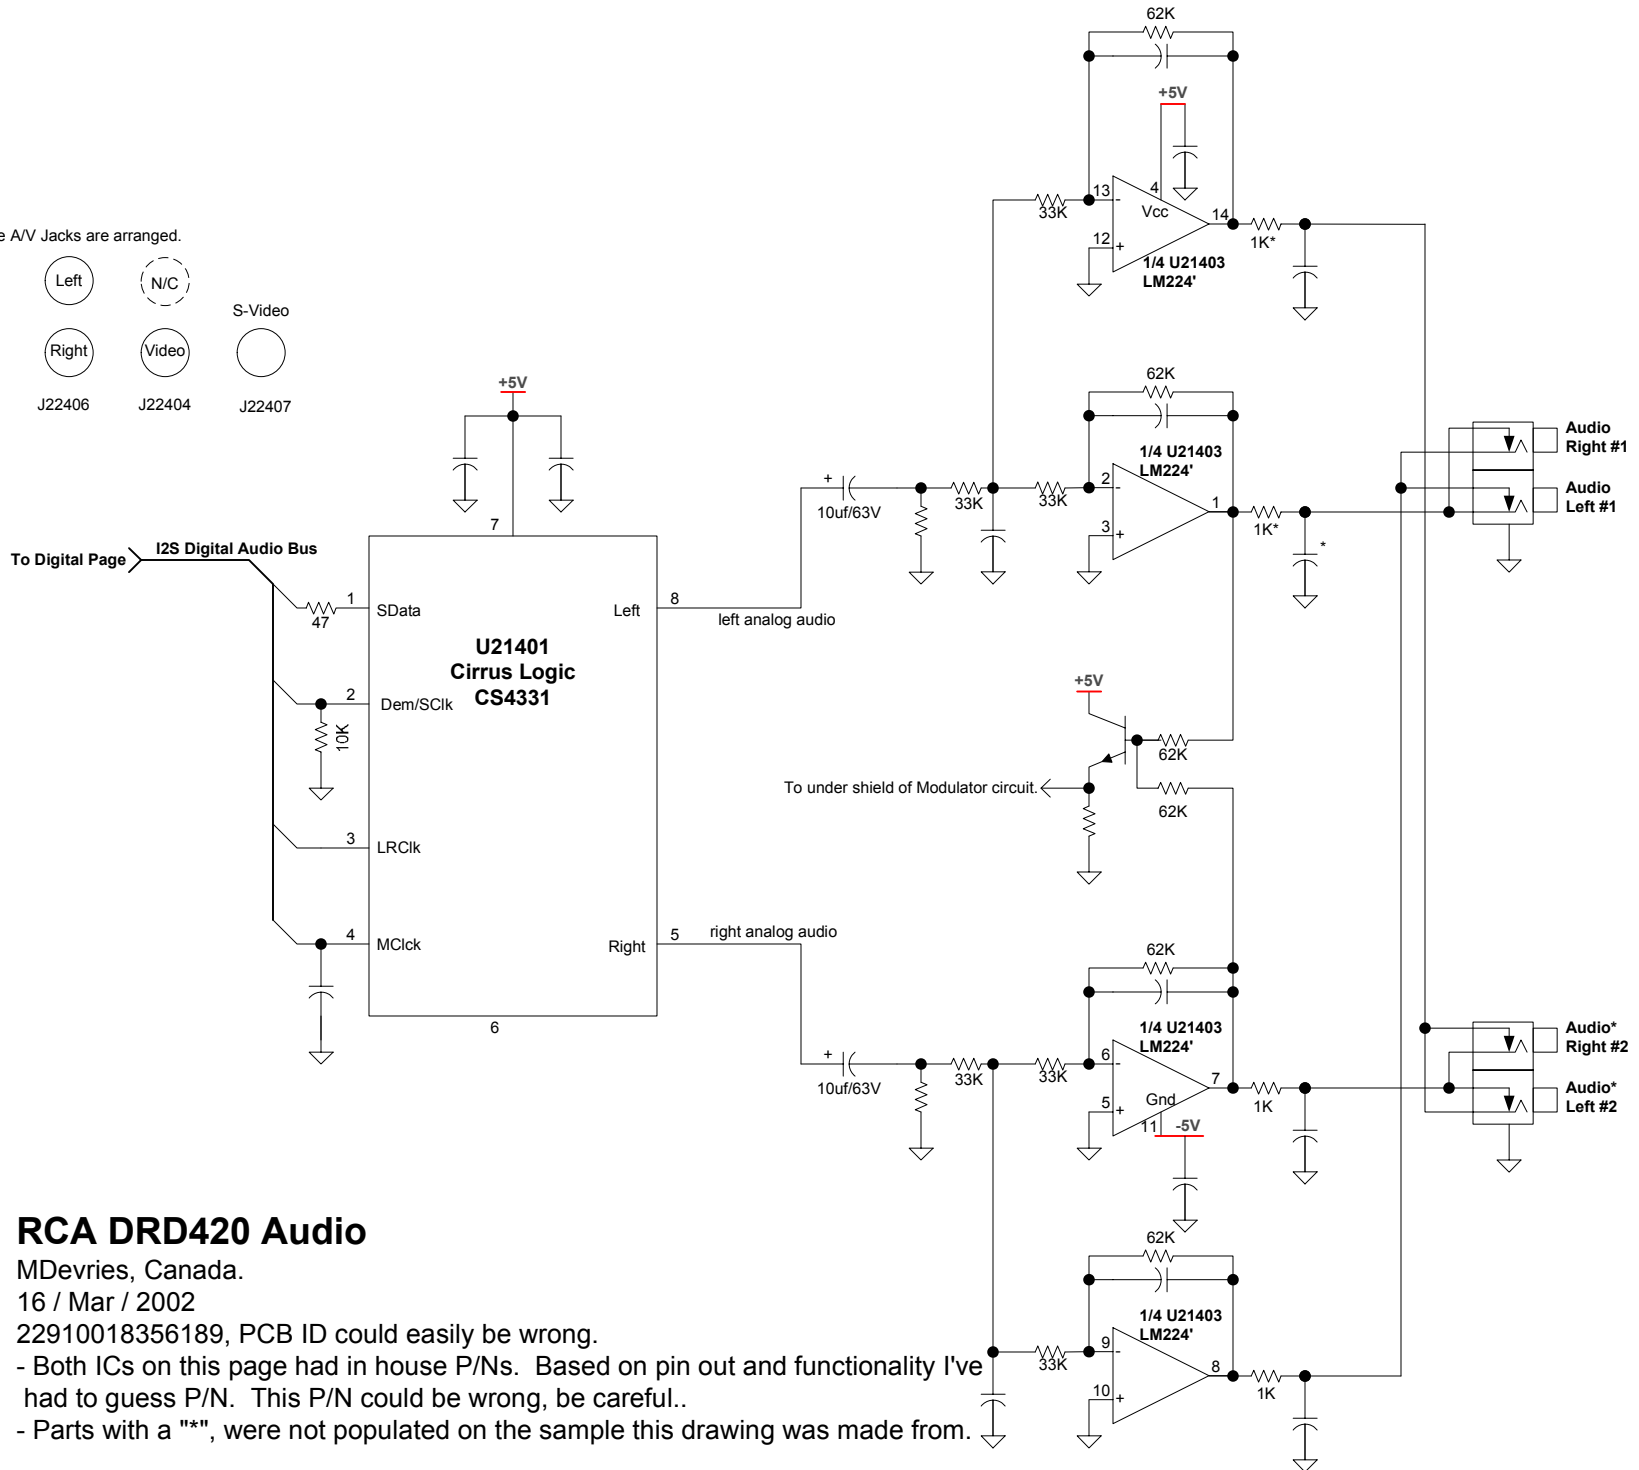 62K
+5V
33K
13
-
4
Vcc
14
12
+
1K*
1/4 U21403
LM224'
e A/V Jacks are arranged.
Left
N/C
S-Video
Right
Video
J22406
J22404
J22407
+5V
62K
1/4 U21403
LM224'
Audio
Right #1
Audio
Left #1
+
10uf/63V
33K
33K
2
-
1
3
+
1K*
*
7
To Digital Page
I2S Digital Audio Bus
1
SData
47
Left
8
left analog audio
U21401
Cirrus Logic
CS4331
2
Dem/SClk
10K
+5V
62K
To under shield of Modulator circuit.
62K
3
LRClk
4
MClck
Right
5
right analog audio
6
62K
1/4 U21403
LM224'
+
10uf/63V
33K
33K
6
-
7
5
+
Gnd
11
-5V
1K
Audio*
Right #2
Audio*
Left #2
62K
1/4 U21403
LM224'
33K
9
-
8
10
+
1K
RCA DRD420 Audio
MDevries, Canada.
16 / Mar / 2002
22910018356189, PCB ID could easily be wrong.
- Both ICs on this page had in house P/Ns.  Based on pin out and functionality I've
had to guess P/N.  This P/N could be wrong, be careful..
- Parts with a "*", were not populated on the sample this drawing was made from.